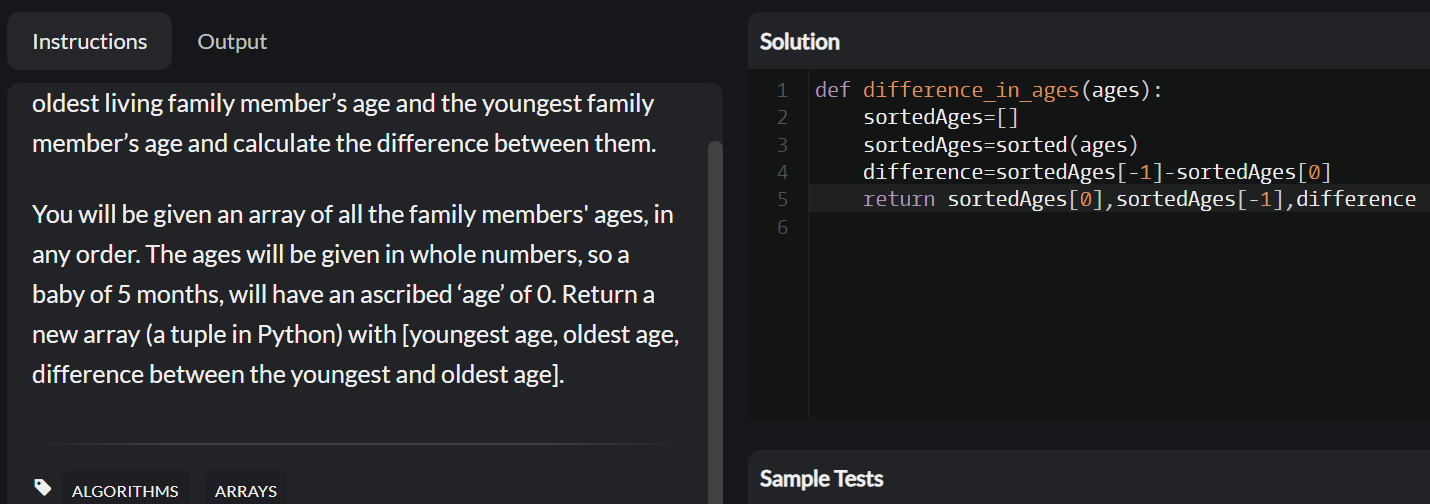 Instructions
Output
oldest living family member’s age and the youngest family
member’s age and calculate the difference between them.
You will be given an array of all the family members' ages, in
any order. The ages will be given in whole numbers, so a
baby of 5 months, will have an ascribed ‘age’ of 0. Return a
new array (a tuple in Python) with [youngest age, oldest age,
difference between the youngest and oldest age].
ALGORITHMS
ARRAYS
Solution
1 def difference_in_ages(ages):
2     sortedAges=[]
3     sortedAges=sorted(ages)
4     difference=sortedAges[-1]-sortedAges[0]
5     return sortedAges[0],sortedAges[-1],difference
6
Sample Tests